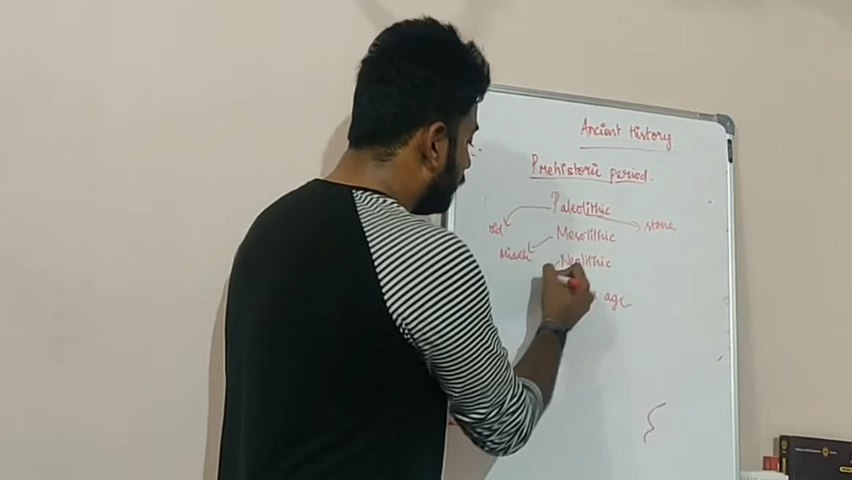 Ancient History
Prehistoric period.
Paleolithic
old
stone
Mesolithic
Middle
Neolithic
age